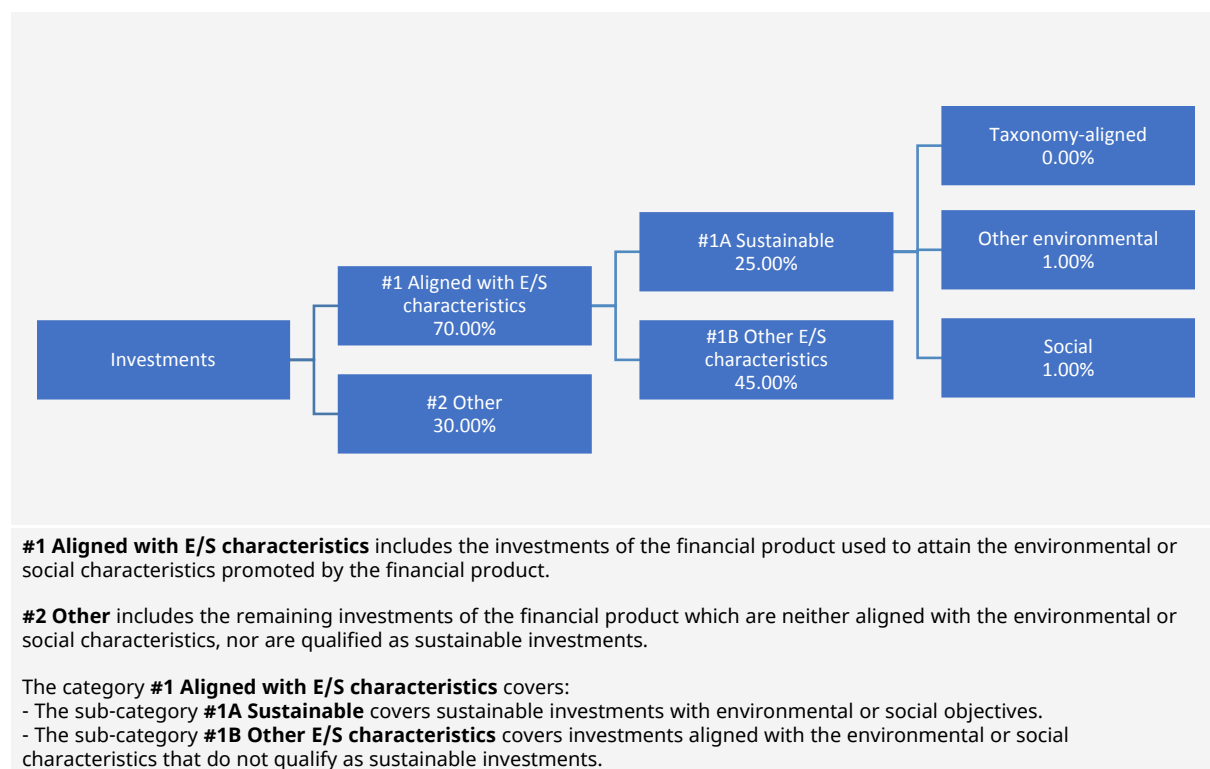 Investments
#1 Aligned with E/S
characteristics
70.00%
#2 Other
30.00%
#1A Sustainable
25.00%
#1B Other E/S
characteristics
45.00%
Taxonomy-aligned
0.00%
Other environmental
1.00%
Social
1.00%
#1 Aligned with E/S characteristics includes the investments of the financial product used to attain the environmental or
social characteristics promoted by the financial product.
#2 Other includes the remaining investments of the financial product which are neither aligned with the environmental or
social characteristics, nor are qualified as sustainable investments.
The category #1 Aligned with E/S characteristics covers:
- The sub-category #1A Sustainable covers sustainable investments with environmental or social objectives.
- The sub-category #1B Other E/S characteristics covers investments aligned with the environmental or social
characteristics that do not qualify as sustainable investments.